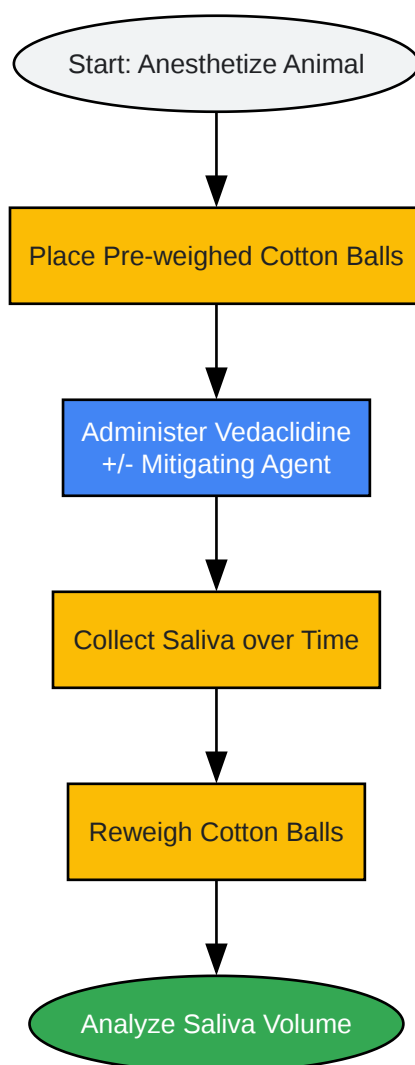 Start: Anesthetize Animal
Place Pre-weighed Cotton Balls
Administer Vedaclidine
+/- Mitigating Agent
Collect Saliva over Time
Reweigh Cotton Balls
Analyze Saliva Volume